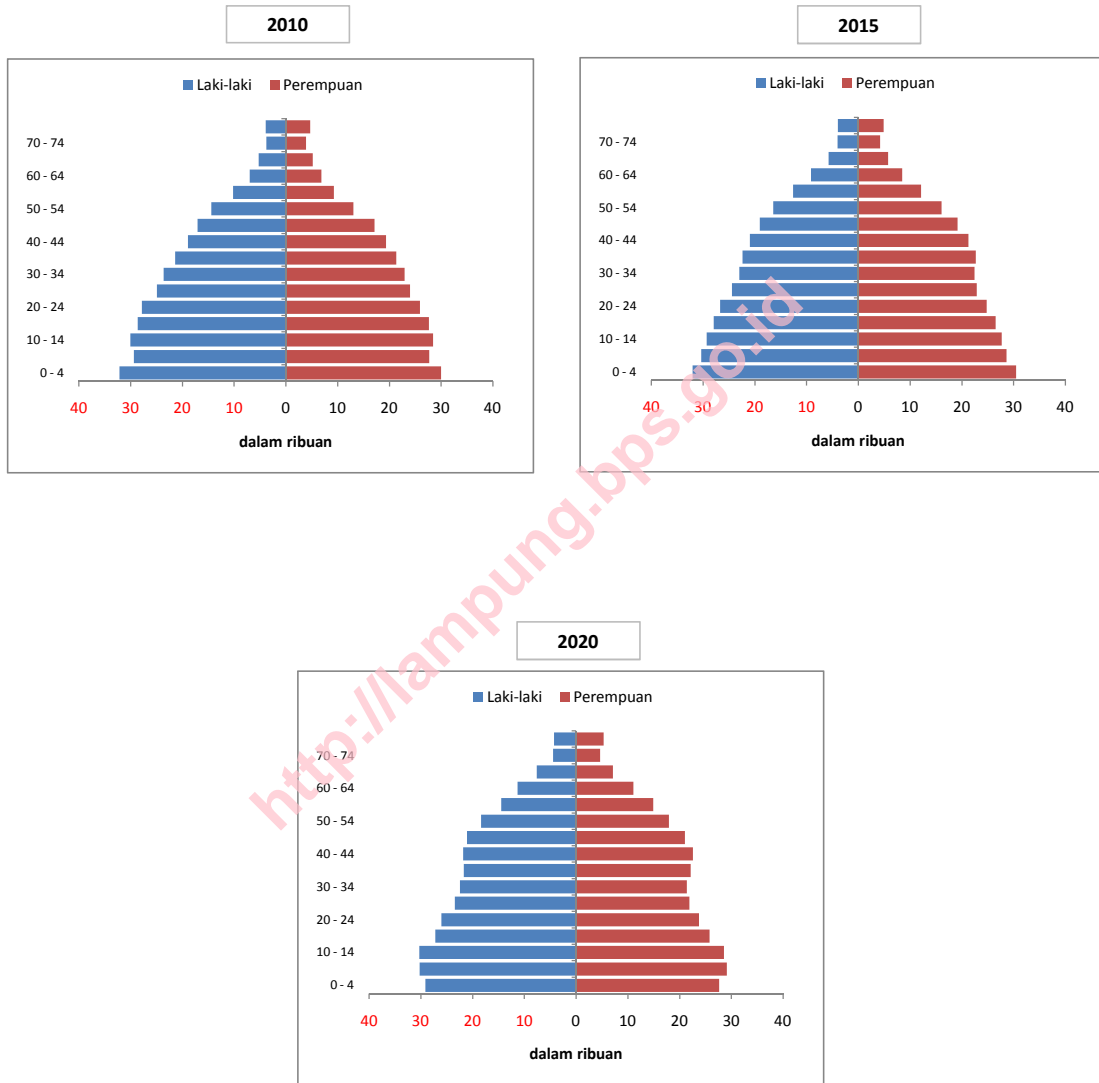 2010
Laki-laki Perempuan
70 - 74
60 - 64
50 - 54
40 - 44
30 - 34
20 - 24
10 - 14
0 - 4
40 30 20 10 0 10 20 30 40
dalam ribuan
2015
Laki-laki Perempuan
70 - 74
60 - 64
50 - 54
40 - 44
30 - 34
20 - 24
10 - 14
0 - 4
40 30 20 10 0 10 20 30 40
dalam ribuan
2020
Laki-laki Perempuan
70 - 74
60 - 64
50 - 54
40 - 44
30 - 34
20 - 24
10 - 14
0 - 4
40 30 20 10 0 10 20 30 40
dalam ribuan
http://lampung.bps.go.id